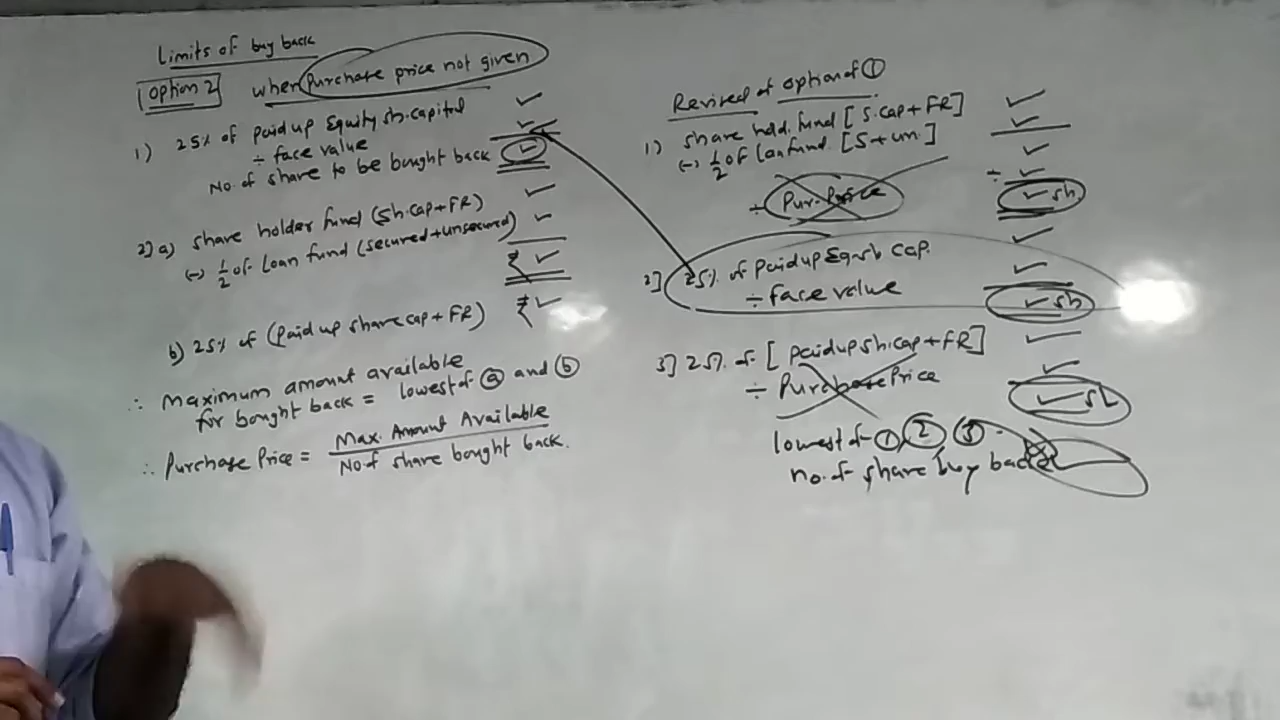 Limits of buy back
Option 2 when Purchase price not given
1) 25% of Paid up Equity sh. capital
÷ face value
No. of share to be bought back
2) a) share holder fund (sh. cap + FR)
(-) 1/2 of Loan fund (secured + unsecured)
₹
b) 25% of (Paid up share cap + FR) ₹
∴ Maximum amount available
for bought back = lowest of (a) and (b)
∴ Purchase Price = Max. Amount Available
No. of share bought back.
Revised of option of ①
1) share hold. fund [S. cap + FR]
(-) 1/2 of Loan fund [S + un.]
÷ Pur. Price ÷ sh
2] 25% of Paid up Eq. sh cap.
÷ face value sh
3] 25% of [Paid up sh. cap + FR]
÷ Purchase Price sh
lowest of ① ② ③
no. of share buy back